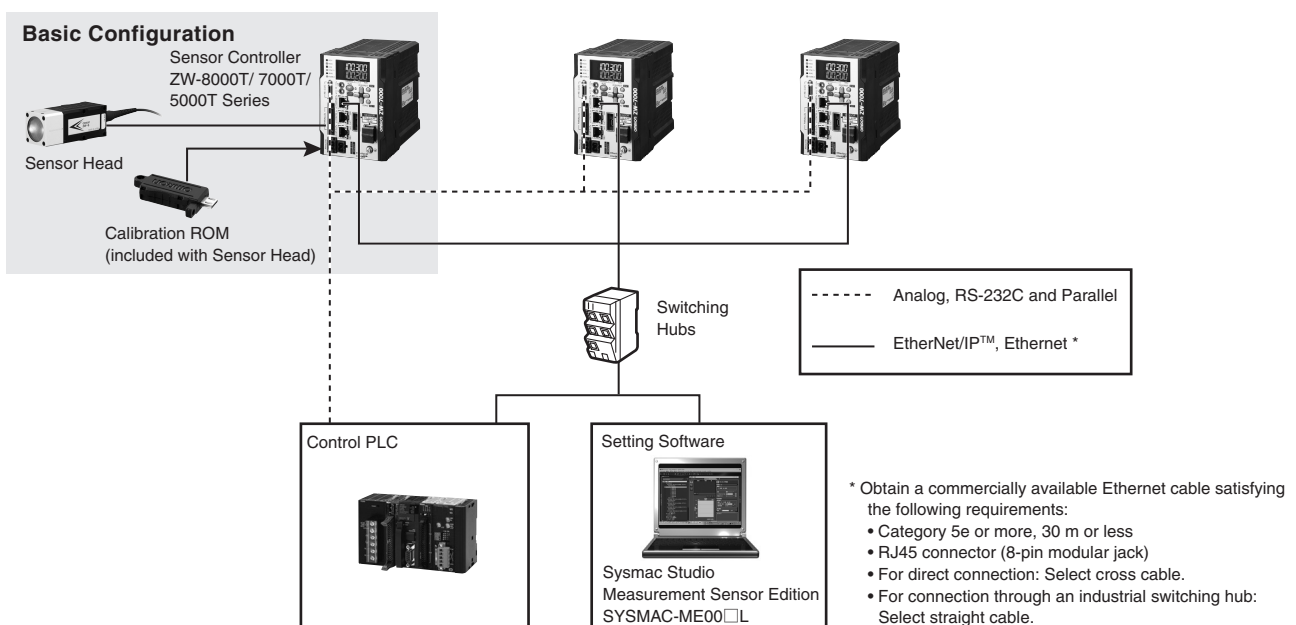 Basic Configuration
Sensor Controller
ZW-8000T/ 7000T/
5000T Series
Sensor Head
Calibration ROM
(included with Sensor Head)
Switching
Hubs
Analog, RS-232C and Parallel
EtherNet/IP™, Ethernet *
Control PLC
Setting Software
Sysmac Studio
Measurement Sensor Edition
SYSMAC-ME00□L
* Obtain a commercially available Ethernet cable satisfying
the following requirements:
• Category 5e or more, 30 m or less
• RJ45 connector (8-pin modular jack)
• For direct connection: Select cross cable.
• For connection through an industrial switching hub:
Select straight cable.